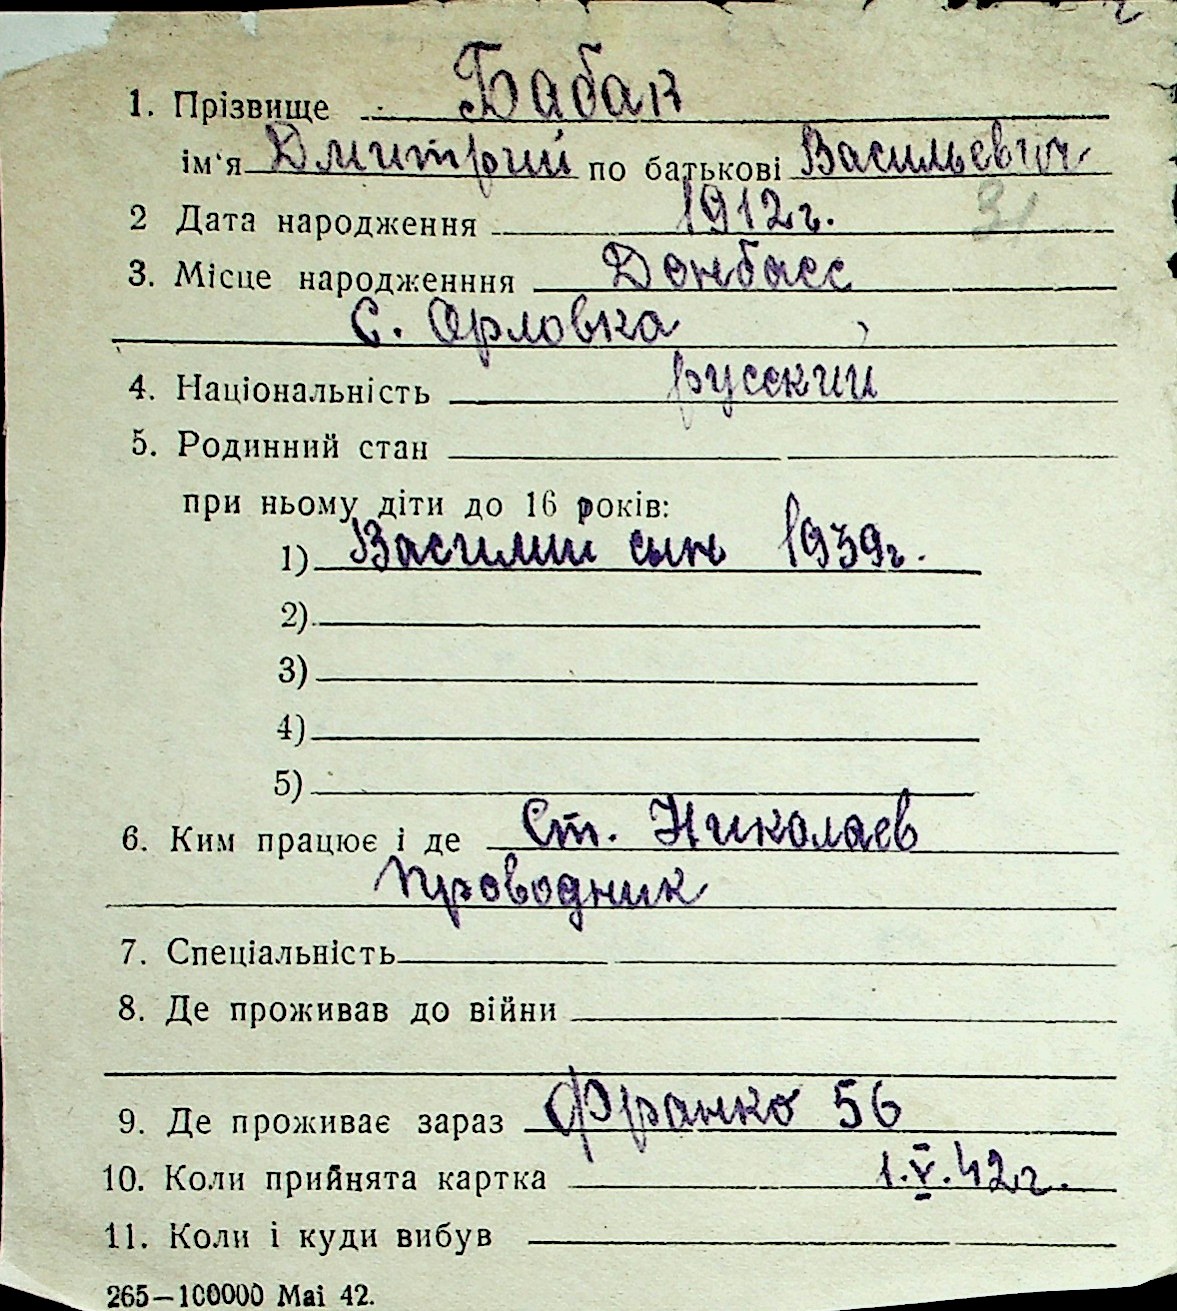 1. Прізвище Бабак
ім‘я Дмитрий по батькові Васильевич
2 Дата народження 1912г. 31
3. Місце народженння Донбасс
С. Орловка
4. Національність русский
5. Родинний стан
при ньому діти до 16 років:
1) Василий сын 1939г.
2)
3)
4)
5)
6. Ким працює і де Ст. Николаев
Проводник
7. Спеціальність
8. Де проживав до війни
9. Де проживає зараз Франко 56
10. Коли прийнята картка 1.V.42г.
11. Коли і куди вибув
265—100000 Mai 42.